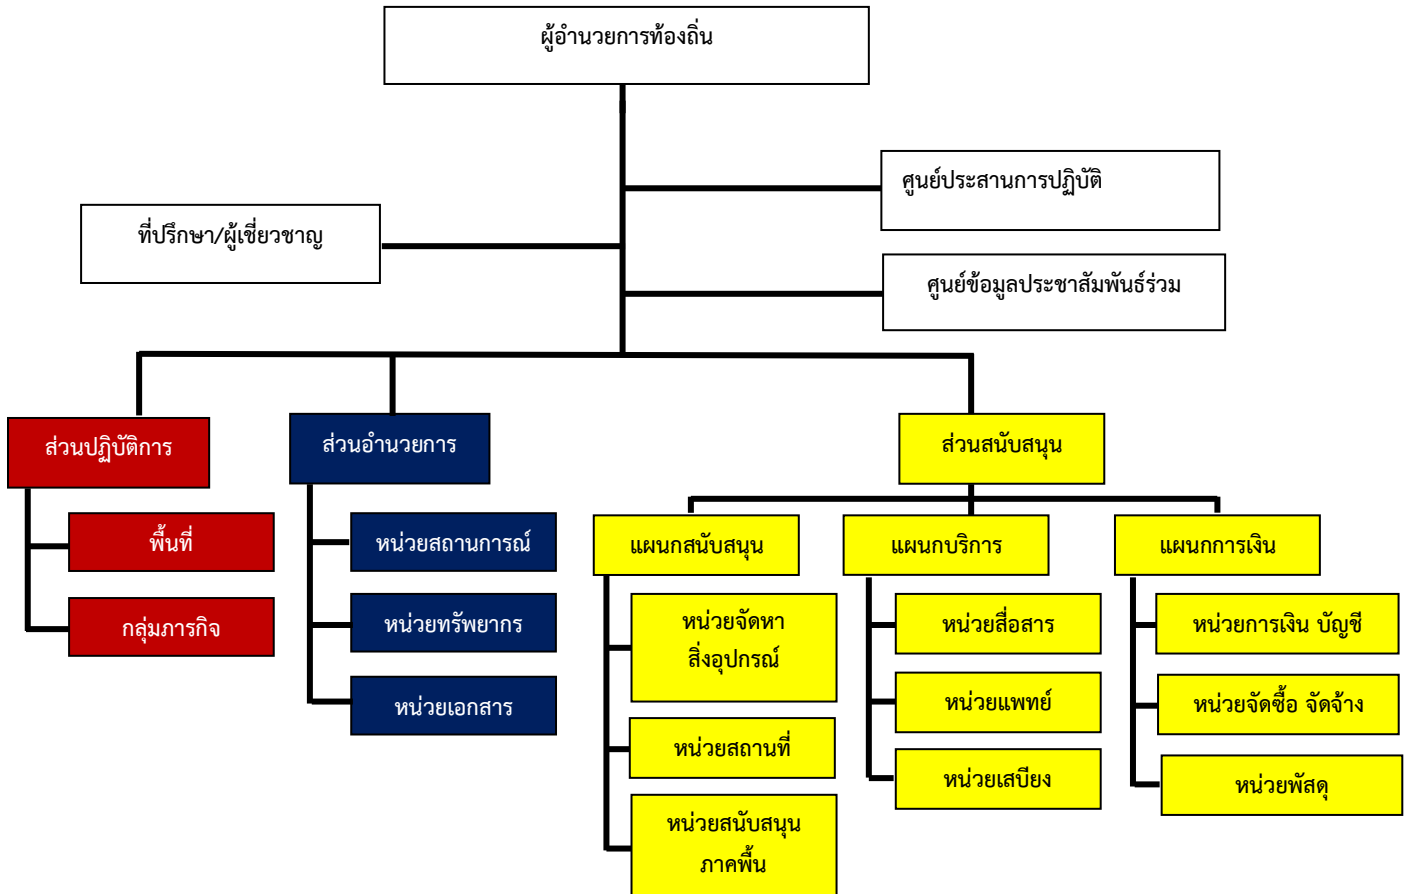 ผู้อำนวยการท้องถิ่น
ศูนย์ประสานการปฏิบัติ
ที่ปรึกษา/ผู้เชี่ยวชาญ
ศูนย์ข้อมูลประชาสัมพันธ์ร่วม
ส่วนปฏิบัติการ
พื้นที่
กลุ่มภารกิจ
ส่วนอำนวยการ
หน่วยสถานการณ์
หน่วยทรัพยากร
หน่วยเอกสาร
ส่วนสนับสนุน
แผนกสนับสนุน
หน่วยจัดหา
สิ่งอุปกรณ์
หน่วยสถานที่
หน่วยสนับสนุน
ภาคพื้น
แผนกบริการ
หน่วยสื่อสาร
หน่วยแพทย์
หน่วยเสบียง
แผนกการเงิน
หน่วยการเงิน บัญชี
หน่วยจัดซื้อ จัดจ้าง
หน่วยพัสดุ